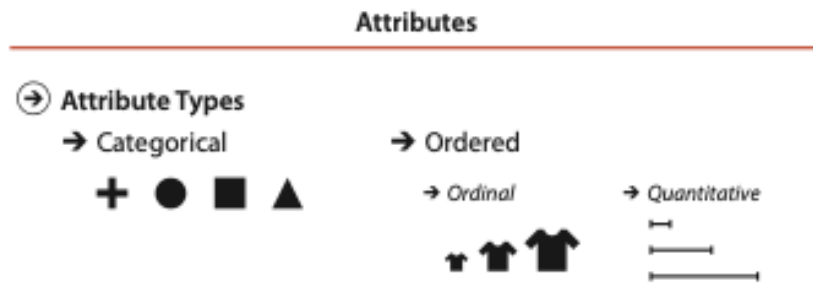 Attributes
Attribute Types
→ Categorical
→ Ordered
→ Ordinal
→ Quantitative